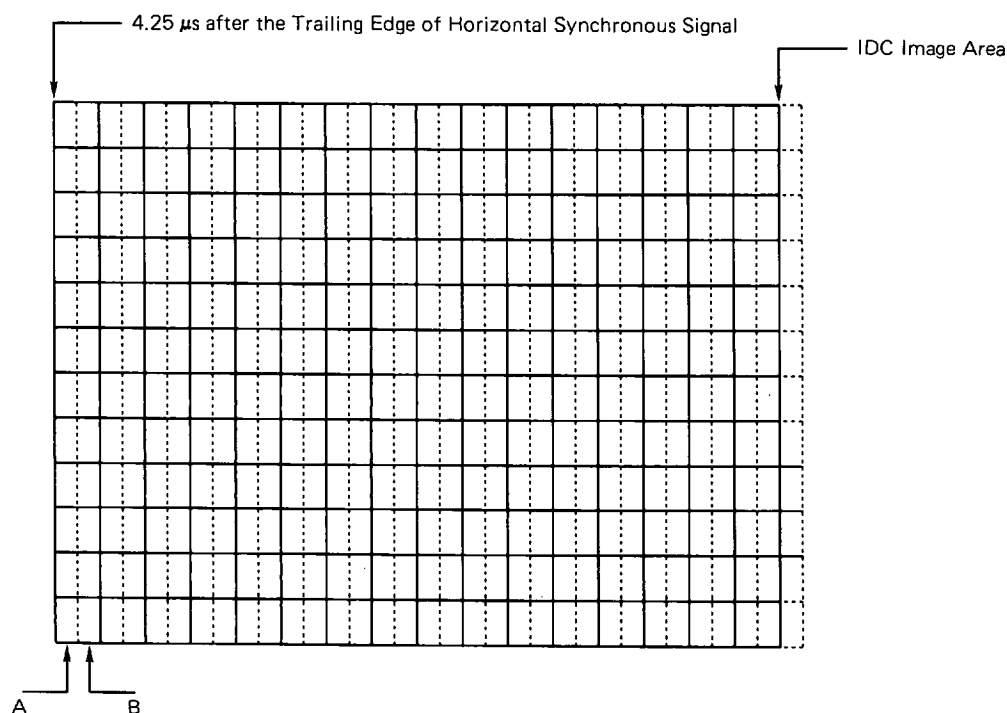 4.25 μs after the Trailing Edge of Horizontal Synchronous Signal
IDC Image Area
A
B